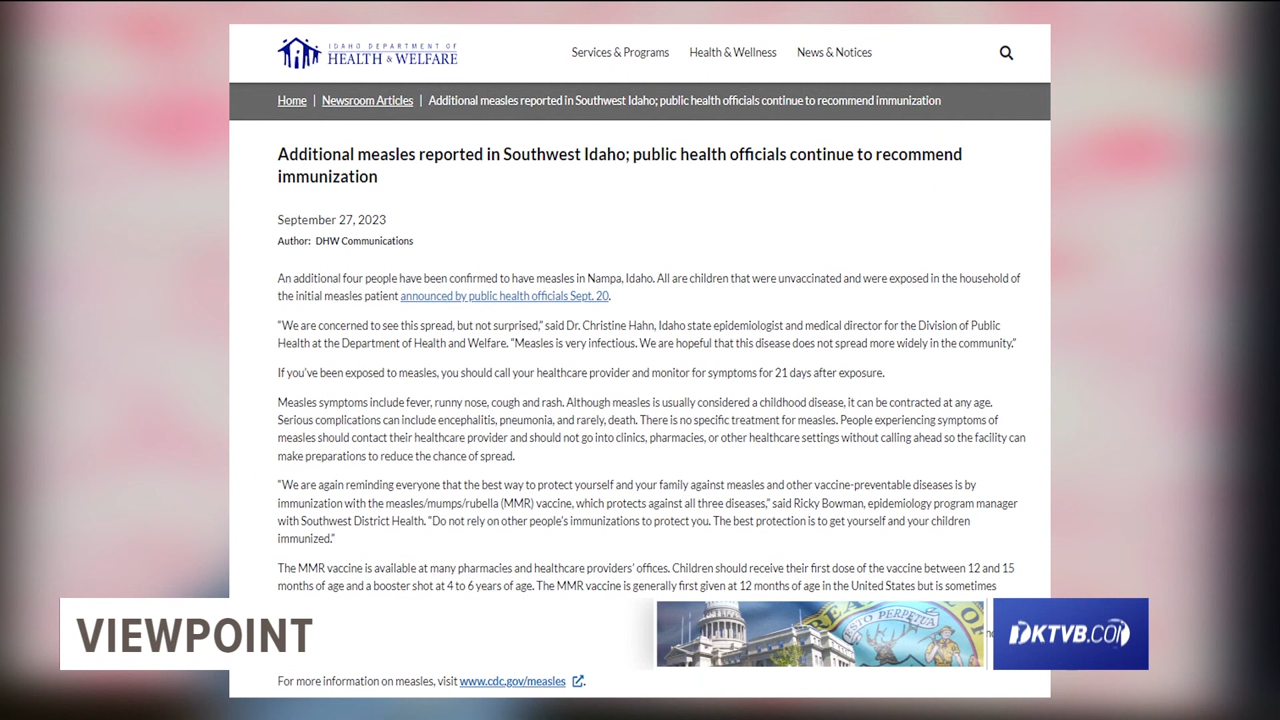 IDAHO DEPARTMENT OF
HEALTH & WELFARE
Services & Programs Health & Wellness News & Notices
Home | Newsroom Articles | Additional measles reported in Southwest Idaho; public health officials continue to recommend immunization
Additional measles reported in Southwest Idaho; public health officials continue to recommend
immunization
September 27, 2023
Author: DHW Communications
An additional four people have been confirmed to have measles in Nampa, Idaho. All are children that were unvaccinated and were exposed in the household of
the initial measles patient announced by public health officials Sept. 20.
"We are concerned to see this spread, but not surprised," said Dr. Christine Hahn, Idaho state epidemiologist and medical director for the Division of Public
Health at the Department of Health and Welfare. "Measles is very infectious. We are hopeful that this disease does not spread more widely in the community."
If you've been exposed to measles, you should call your healthcare provider and monitor for symptoms for 21 days after exposure.
Measles symptoms include fever, runny nose, cough and rash. Although measles is usually considered a childhood disease, it can be contracted at any age.
Serious complications can include encephalitis, pneumonia, and rarely, death. There is no specific treatment for measles. People experiencing symptoms of
measles should contact their healthcare provider and should not go into clinics, pharmacies, or other healthcare settings without calling ahead so the facility can
make preparations to reduce the chance of spread.
"We are again reminding everyone that the best way to protect yourself and your family against measles and other vaccine-preventable diseases is by
immunization with the measles/mumps/rubella (MMR) vaccine, which protects against all three diseases," said Ricky Bowman, epidemiology program manager
with Southwest District Health. "Do not rely on other people's immunizations to protect you. The best protection is to get yourself and your children
immunized."
The MMR vaccine is available at many pharmacies and healthcare providers' offices. Children should receive their first dose of the vaccine between 12 and 15
months of age and a booster shot at 4 to 6 years of age. The MMR vaccine is generally first given at 12 months of age in the United States but is sometimes
VIEWPOINT
ESTO PERPETUA
KTVB.COM
For more information on measles, visit www.cdc.gov/measles.